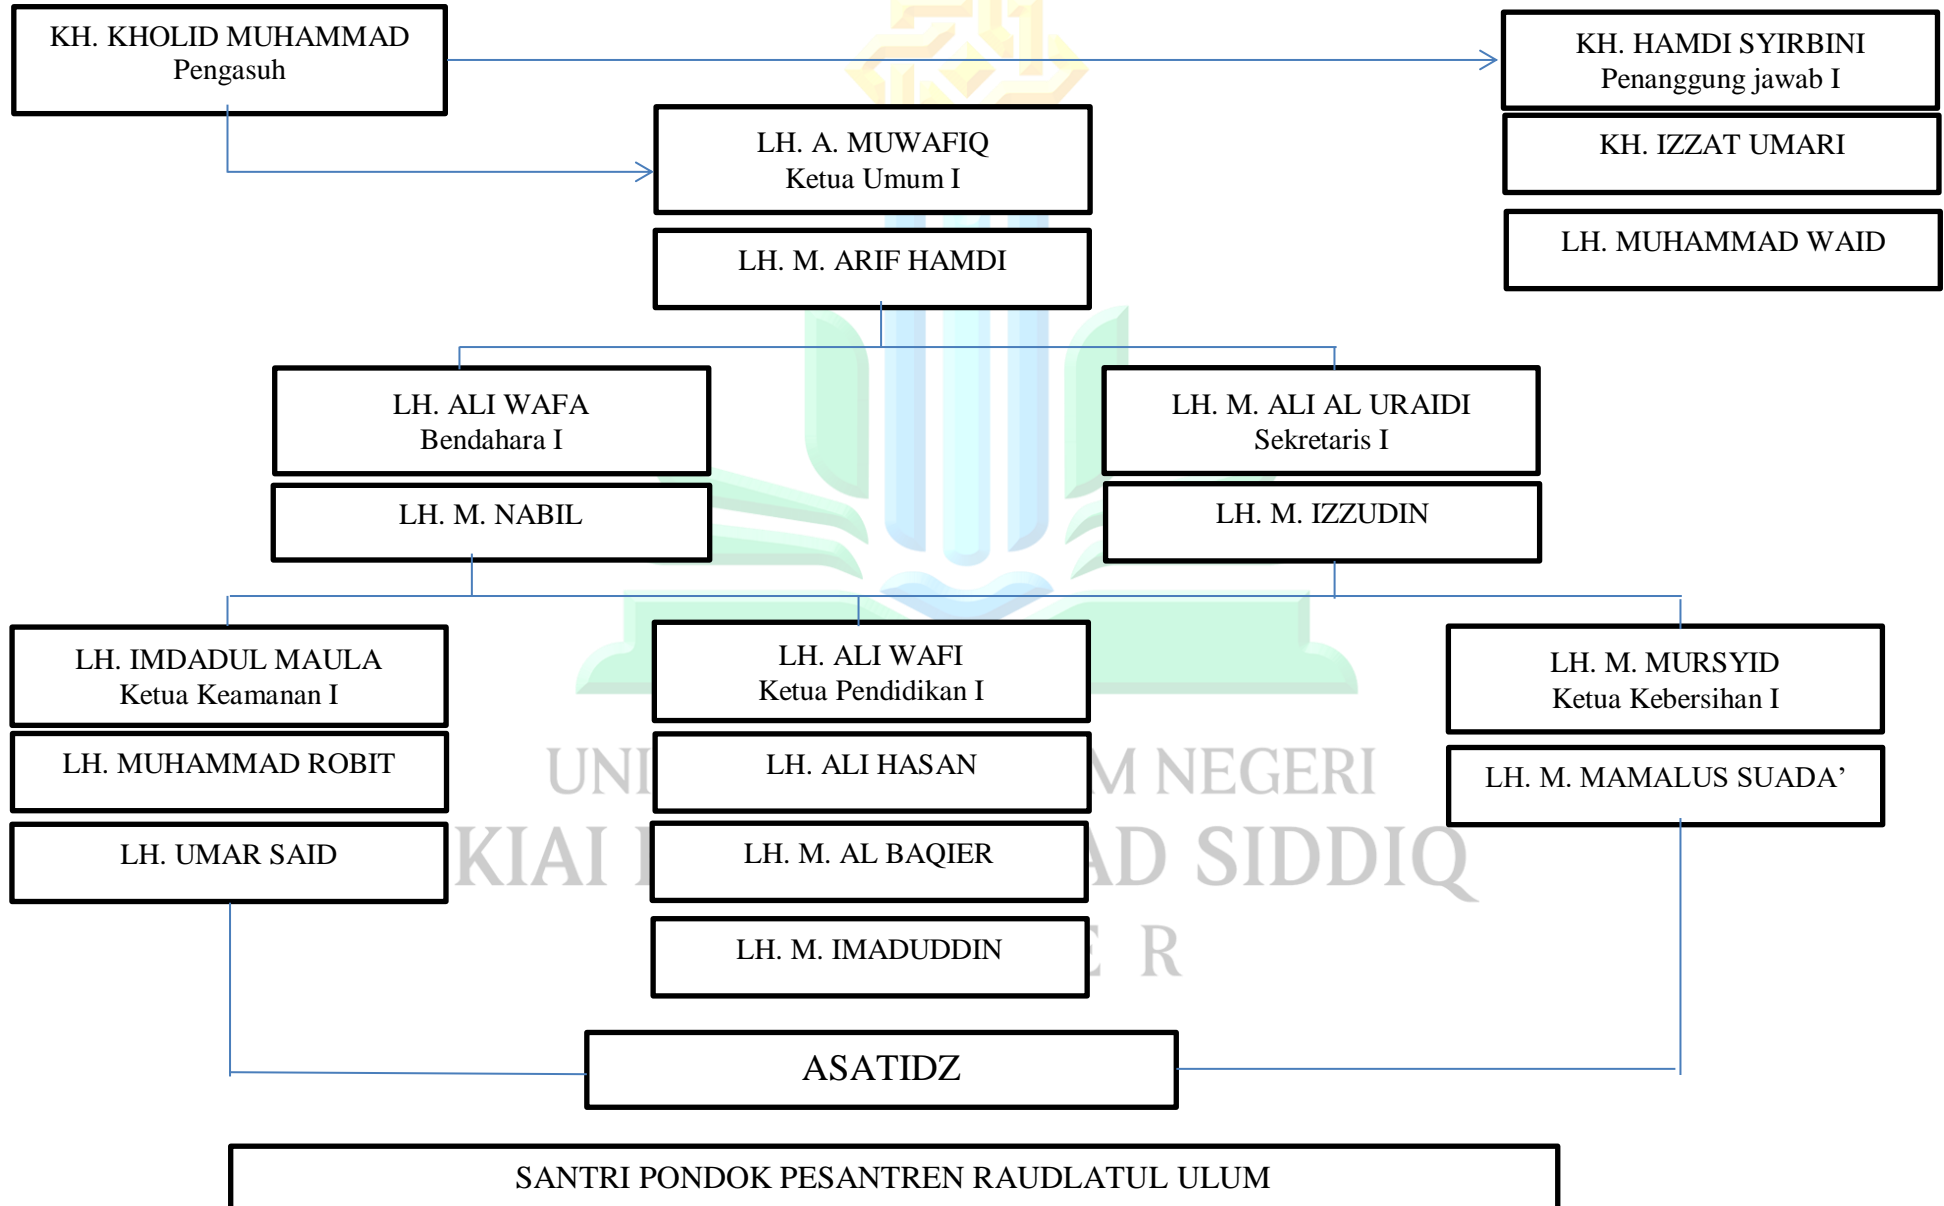 KH. KHOLID MUHAMMAD
Pengasuh
KH. HAMDI SYIRBINI
Penanggung jawab I
LH. A. MUWAFIQ
Ketua Umum I
KH. IZZAT UMARI
LH. M. ARIF HAMDI
LH. MUHAMMAD WAID
LH. ALI WAFA
Bendahara I
LH. M. ALI AL URAIDI
Sekretaris I
LH. M. NABIL
LH. M. IZZUDIN
LH. IMDADUL MAULA
Ketua Keamanan I
LH. ALI WAFI
Ketua Pendidikan I
LH. M. MURSYID
Ketua Kebersihan I
LH. MUHAMMAD ROBIT
LH. ALI HASAN
LH. M. MAMALUS SUADA’
NEGERI
LH. UMAR SAID
LH. M. AL BAQIER
KIAI
SIDDIQ
LH. M. IMADUDDIN
ASATIDZ
SANTRI PONDOK PESANTREN RAUDLATUL ULUM